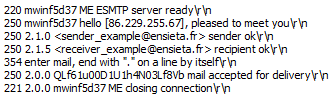 220 mwinf5d37 ME ESMTP server ready\r\n
250 mwinf5d37 hello [86.229.255.67], pleased to meet you\r\n
250 2.1.0 <sender_example@ensieta.fr> sender ok\r\n
250 2.1.5 <receiver_example@ensieta.fr> recipient ok\r\n
354 enter mail, end with "." on a line by itself\r\n
250 2.0.0 QLf61u00D1U1h4N03Lf8Vb mail accepted for delivery\r\n
221 2.0.0 mwinf5d37 ME closing connection\r\n